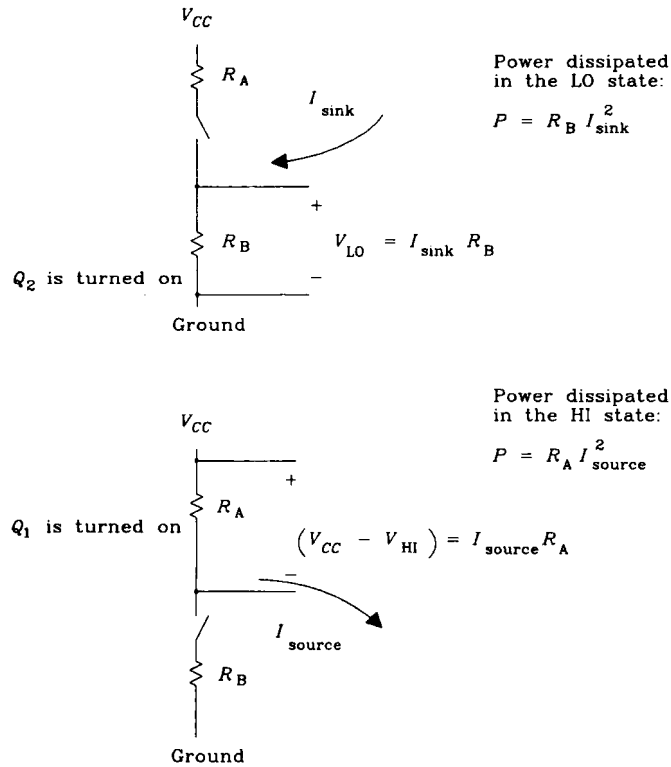 V_CC
R_A
Power dissipated
in the LO state:
P = R_B I_sink^2
I_sink
+
R_B
V_LO = I_sink R_B
−
Q_2 is turned on
Ground
Power dissipated
in the HI state:
P = R_A I_source^2
V_CC
+
R_A
Q_1 is turned on
(V_CC − V_HI) = I_source R_A
−
I_source
R_B
Ground